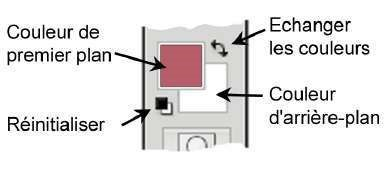 Couleur de
premier plan
Echanger
les couleurs
Réinitialiser
Couleur
d'arrière-plan